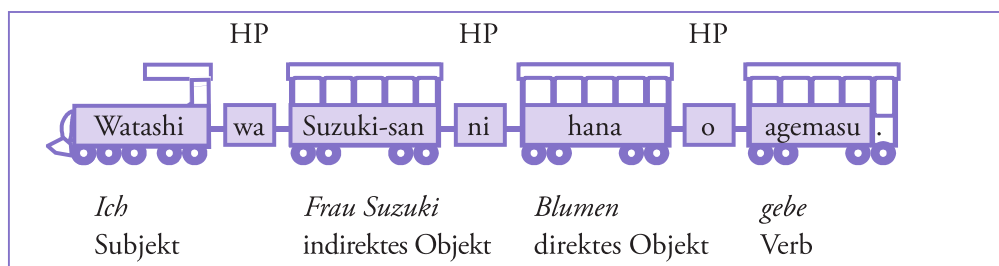 HP HP HP
Watashi wa Suzuki-san ni hana o agemasu .
Ich Frau Suzuki Blumen gebe
Subjekt indirektes Objekt direktes Objekt Verb